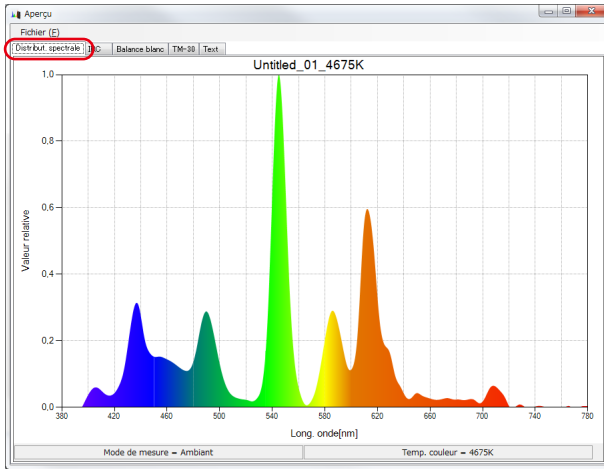 Aperçu
Fichier (F)
Distribut. spectrale Balance blanc TM-30 Text
Untitled_01_4675K
Valeur relative
1,0
0,8
0,6
0,4
0,2
0,0
380 420 460 500 540 580 620 660 700 740 780
Long. onde[nm]
Mode de mesure = Ambiant Temp. couleur = 4675K